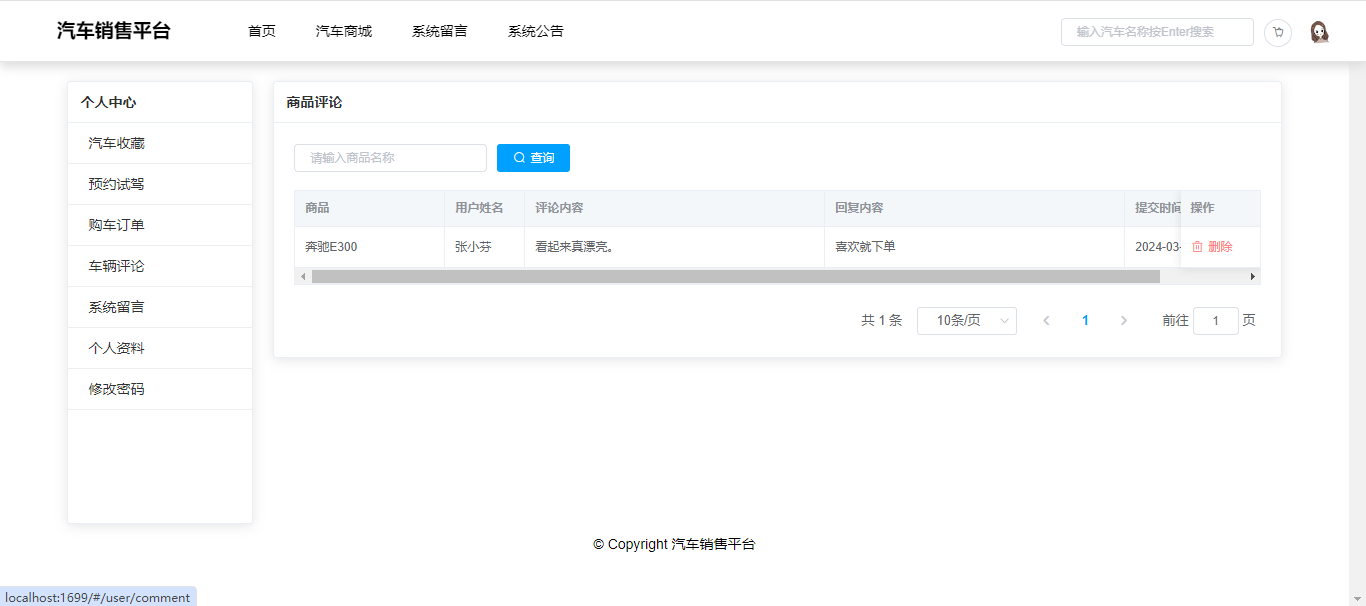 汽车销售平台 首页 汽车商城 系统留言 系统公告 输入汽车名称按Enter搜索
个人中心
汽车收藏
预约试驾
购车订单
车辆评论
系统留言
个人资料
修改密码
商品评论
请输入商品名称 查询
商品 用户姓名 评论内容 回复内容 提交时间 操作
奔驰E300 张小芬 看起来真漂亮。 喜欢就下单 2024-03- 删除
共 1 条 10条/页 1 前往 1 页
© Copyright 汽车销售平台
localhost:1699/#/user/comment